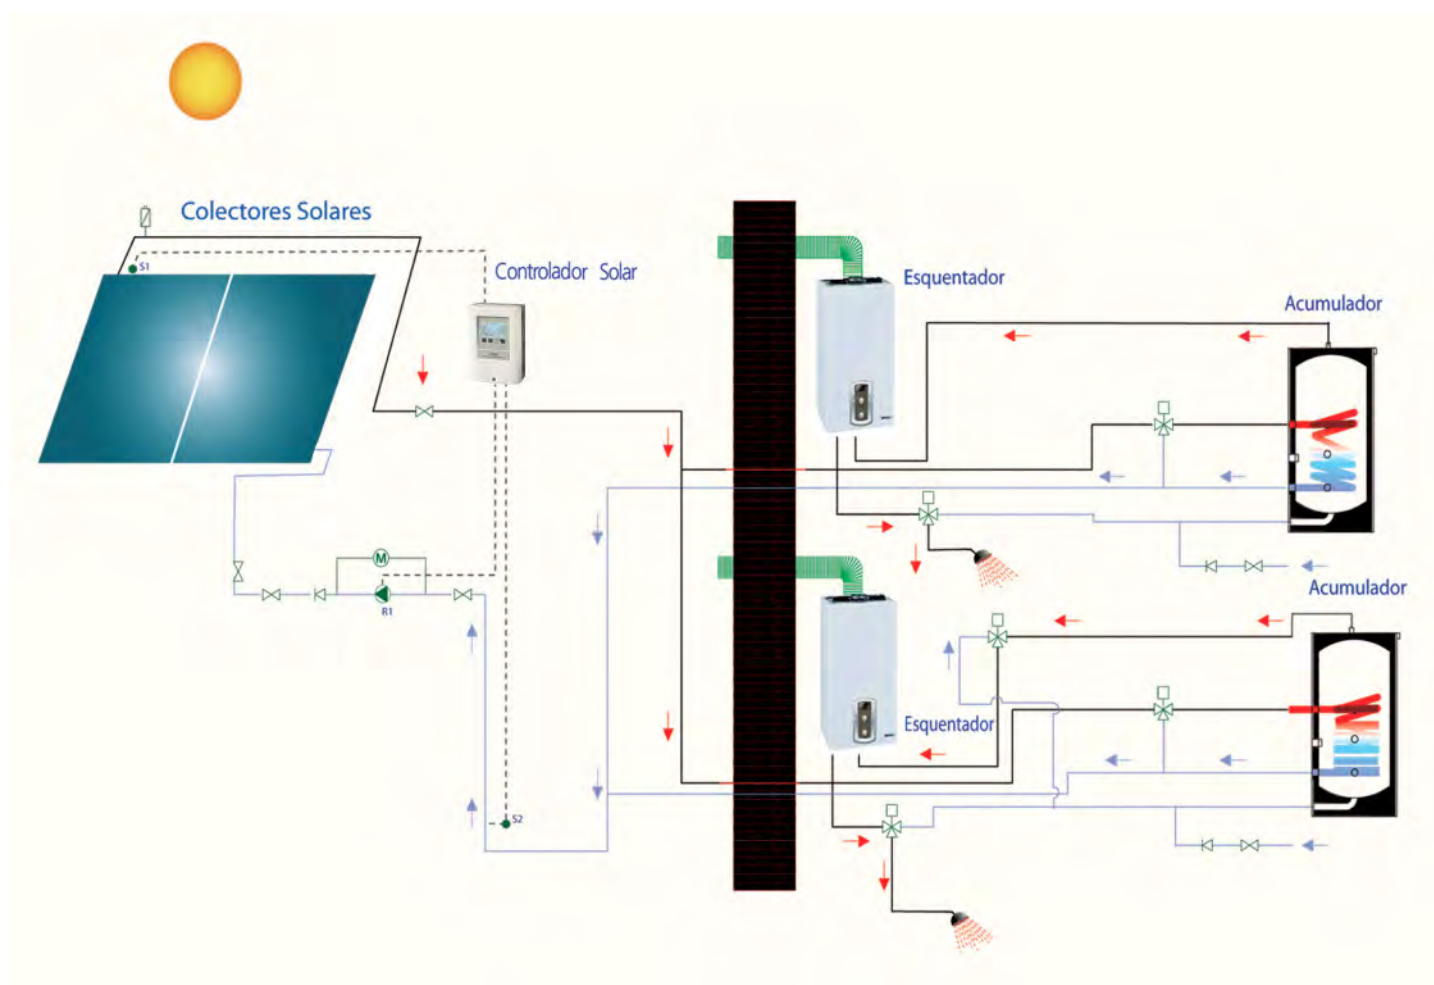 Colectores Solares
S1
Controlador Solar
Esquentador
Acumulador
M
R1
Acumulador
Esquentador
S2